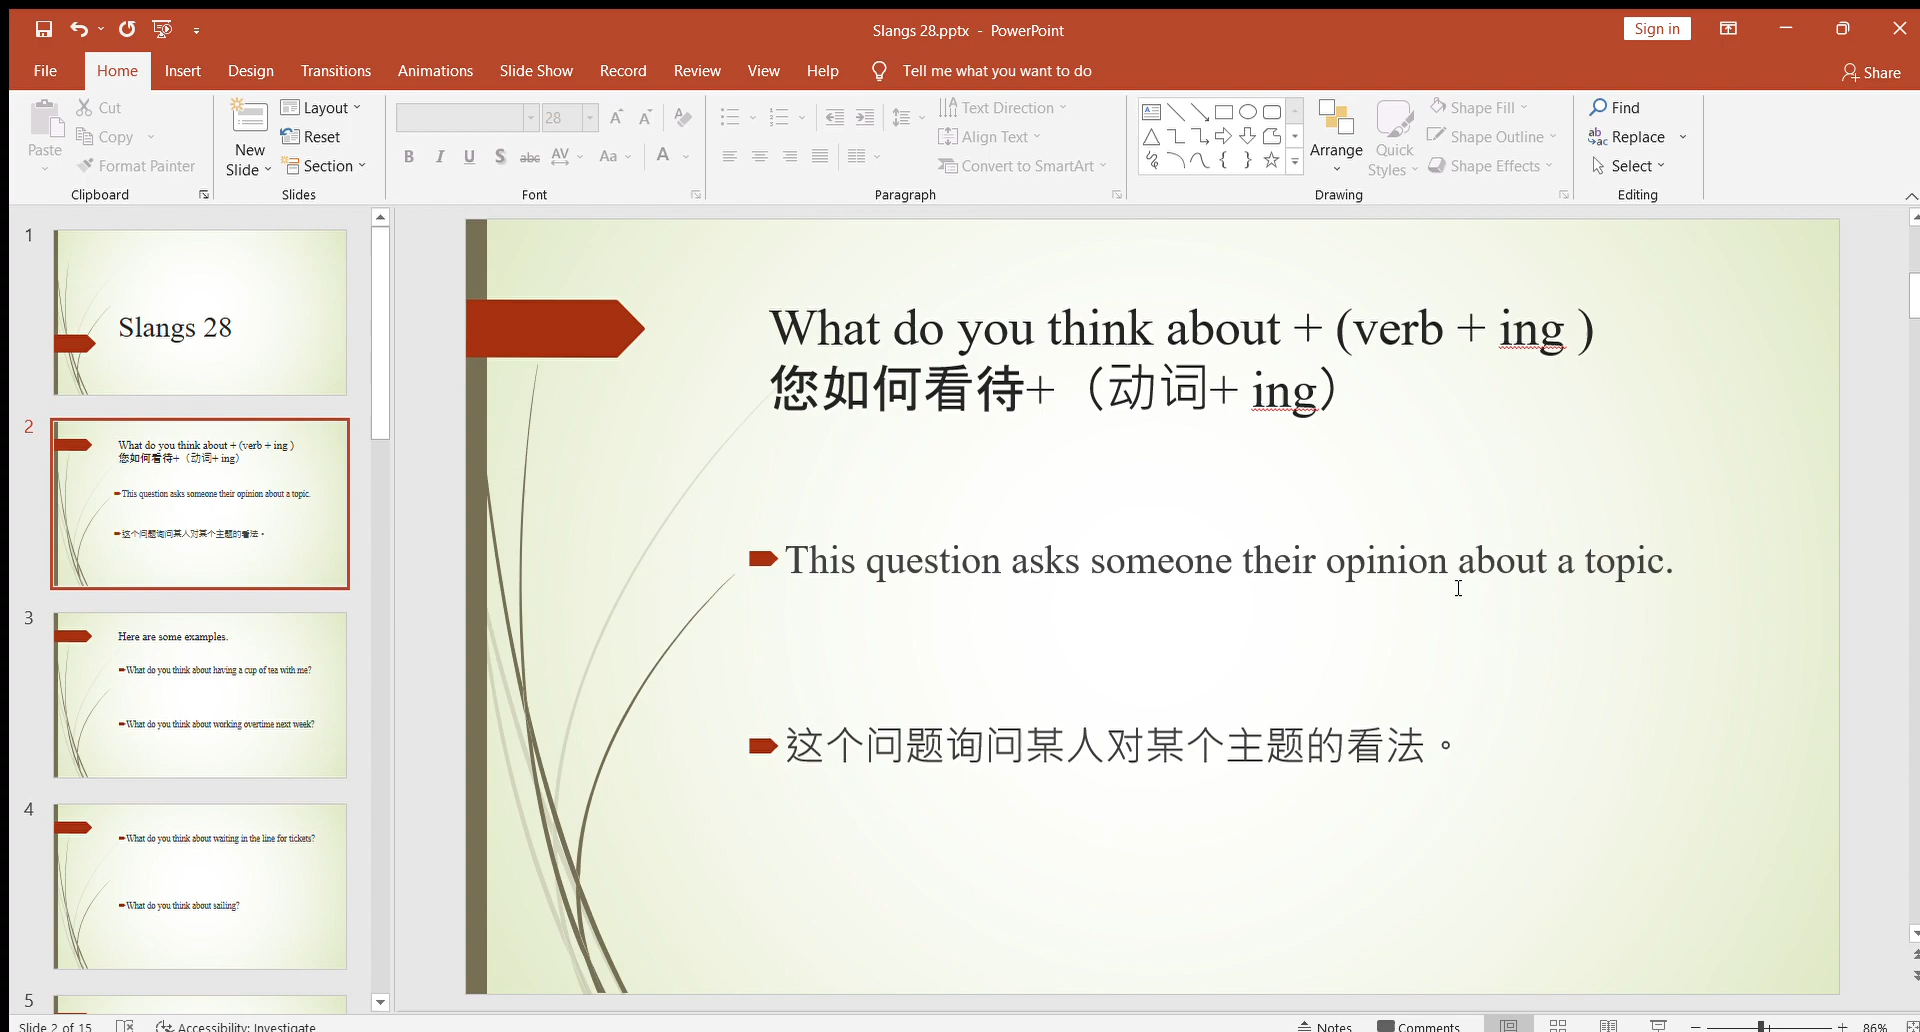 Slangs 28.pptx - PowerPoint
Sign in
File Home Insert Design Transitions Animations Slide Show Record Review View Help Tell me what you want to do
Share
Paste
Cut
Copy
Format Painter
Clipboard
New Slide
Layout
Reset
Section
Slides
28
B I U S abc AV Aa A
Font
Text Direction
Align Text
Convert to SmartArt
Paragraph
Arrange
Quick Styles
Shape Fill
Shape Outline
Shape Effects
Drawing
Find
Replace
Select
Editing
1
Slangs 28
2
What do you think about + (verb + ing )
您如何看待+（动词+ ing）
This question asks someone their opinion about a topic.
这个问题询问某人对某个主题的看法。
3
Here are some examples.
What do you think about having a cup of tea with me?
What do you think about working overtime next week?
4
What do you think about waiting in the line for tickets?
What do you think about sailing?
5
What do you think about + (verb + ing )
您如何看待+（动词+ ing）
This question asks someone their opinion about a topic.
这个问题询问某人对某个主题的看法。
Slide 2 of 15 Accessibility: Investigate Notes Comments 86%